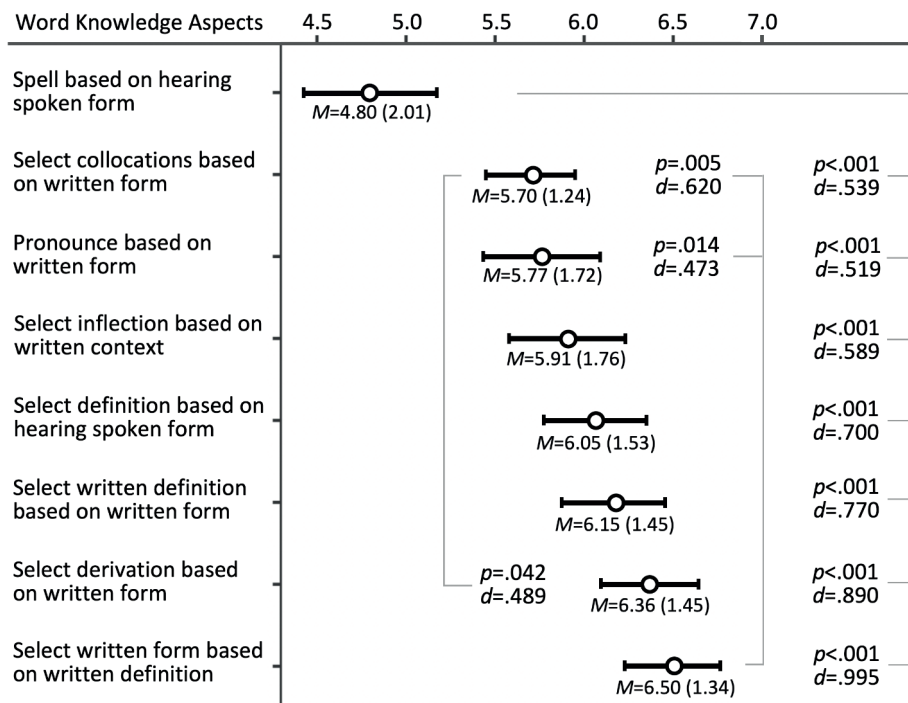 Word Knowledge Aspects 4.5 5.0 5.5 6.0 6.5 7.0
Spell based on hearing
spoken form
M=4.80 (2.01)
Select collocations based
on written form
M=5.70 (1.24)
p=.005
d=.620
p<.001
d=.539
Pronounce based on
written form
M=5.77 (1.72)
p=.014
d=.473
p<.001
d=.519
Select inflection based on
written context
M=5.91 (1.76)
p<.001
d=.589
Select definition based on
hearing spoken form
M=6.05 (1.53)
p<.001
d=.700
Select written definition
based on written form
M=6.15 (1.45)
p<.001
d=.770
Select derivation based
on written form
p=.042
d=.489
M=6.36 (1.45)
p<.001
d=.890
Select written form based
on written definition
M=6.50 (1.34)
p<.001
d=.995